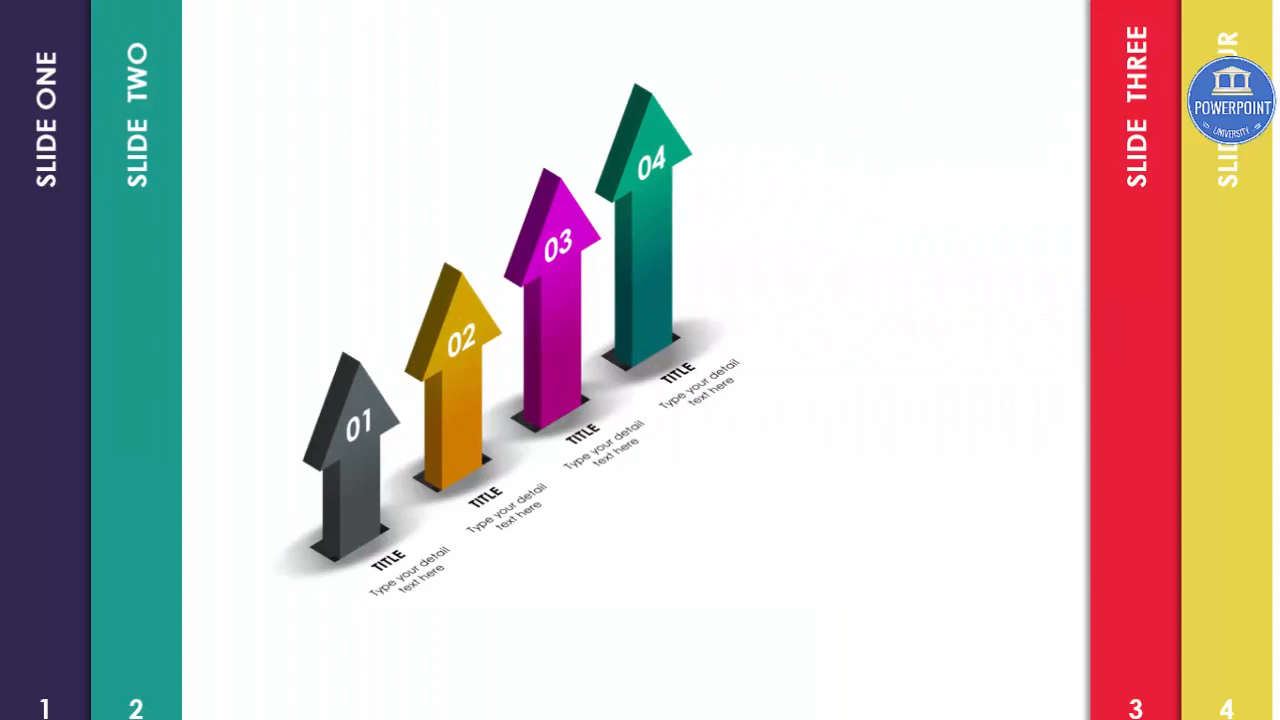 SLIDE ONE
1
SLIDE TWO
2
01
TITLE
Type your detail
text here
02
TITLE
Type your detail
text here
03
TITLE
Type your detail
text here
04
TITLE
Type your detail
text here
SLIDE THREE
3
POWERPOINT
UNIVERSITY
4